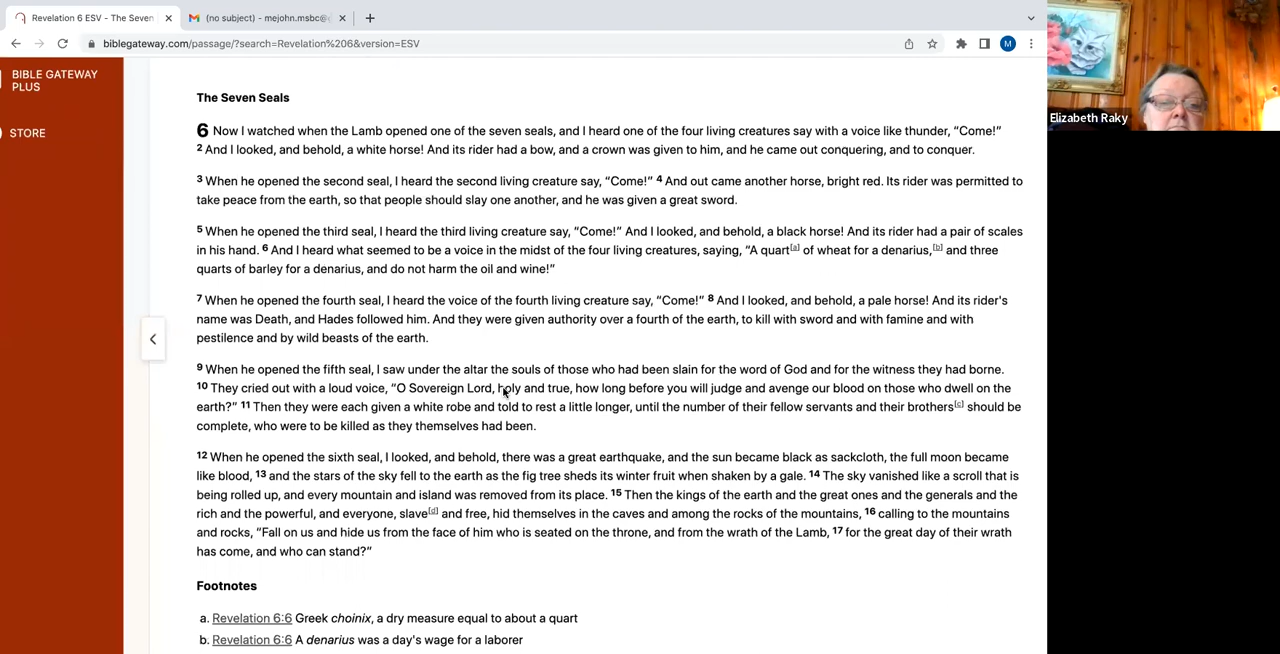 Revelation 6 ESV - The Seven
(no subject) - mejohn.msbc@
biblegateway.com/passage/?search=Revelation%206&version=ESV
M
BIBLE GATEWAY
PLUS
STORE
Elizabeth Raky
The Seven Seals
6 Now I watched when the Lamb opened one of the seven seals, and I heard one of the four living creatures say with a voice like thunder, “Come!”
2 And I looked, and behold, a white horse! And its rider had a bow, and a crown was given to him, and he came out conquering, and to conquer.
3 When he opened the second seal, I heard the second living creature say, “Come!” 4 And out came another horse, bright red. Its rider was permitted to
take peace from the earth, so that people should slay one another, and he was given a great sword.
5 When he opened the third seal, I heard the third living creature say, “Come!” And I looked, and behold, a black horse! And its rider had a pair of scales
in his hand. 6 And I heard what seemed to be a voice in the midst of the four living creatures, saying, “A quart[a] of wheat for a denarius,[b] and three
quarts of barley for a denarius, and do not harm the oil and wine!”
7 When he opened the fourth seal, I heard the voice of the fourth living creature say, “Come!” 8 And I looked, and behold, a pale horse! And its rider's
name was Death, and Hades followed him. And they were given authority over a fourth of the earth, to kill with sword and with famine and with
pestilence and by wild beasts of the earth.
9 When he opened the fifth seal, I saw under the altar the souls of those who had been slain for the word of God and for the witness they had borne.
10 They cried out with a loud voice, “O Sovereign Lord, holy and true, how long before you will judge and avenge our blood on those who dwell on the
earth?” 11 Then they were each given a white robe and told to rest a little longer, until the number of their fellow servants and their brothers[c] should be
complete, who were to be killed as they themselves had been.
12 When he opened the sixth seal, I looked, and behold, there was a great earthquake, and the sun became black as sackcloth, the full moon became
like blood, 13 and the stars of the sky fell to the earth as the fig tree sheds its winter fruit when shaken by a gale. 14 The sky vanished like a scroll that is
being rolled up, and every mountain and island was removed from its place. 15 Then the kings of the earth and the great ones and the generals and the
rich and the powerful, and everyone, slave[d] and free, hid themselves in the caves and among the rocks of the mountains, 16 calling to the mountains
and rocks, “Fall on us and hide us from the face of him who is seated on the throne, and from the wrath of the Lamb, 17 for the great day of their wrath
has come, and who can stand?”
Footnotes
a. Revelation 6:6 Greek choinix, a dry measure equal to about a quart
b. Revelation 6:6 A denarius was a day's wage for a laborer